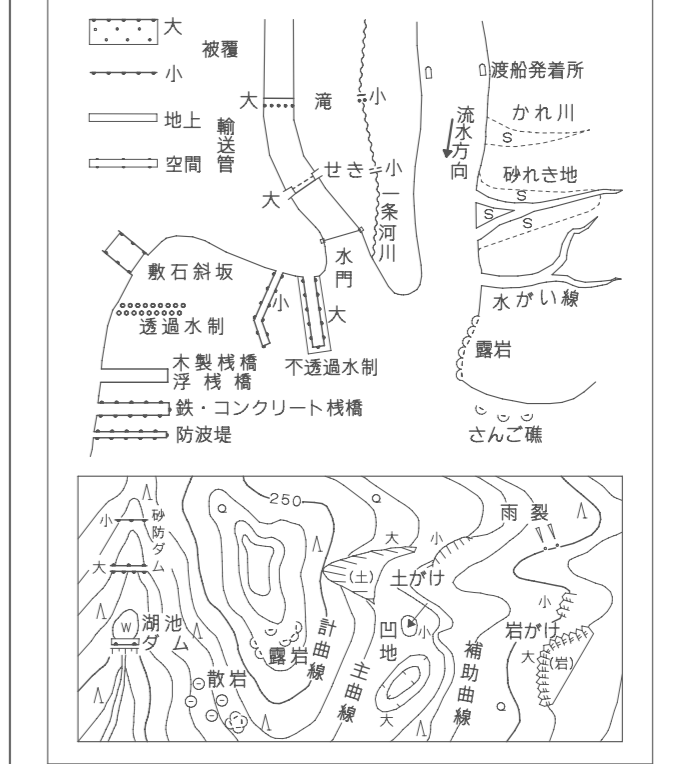 大
被覆
小
地上
輸送管
空間
大 滝 小
せき 小
大
一条河川
水門
渡船発着所
流水方向
かれ川
S
砂れき地
S
S
S
水がい線
露岩
さんご礁
敷石斜坂
透過水制
小
大
不透過水制
木製桟橋
浮桟橋
鉄・コンクリート桟橋
防波堤
小
砂防ダム
大
W
湖池
ダム
250
Q
露岩
散岩
計曲線
主曲線
Q
大 小
(土) 土がけ
凹地
小
大
補助曲線
雨裂
小
岩がけ
大
(岩)
Q